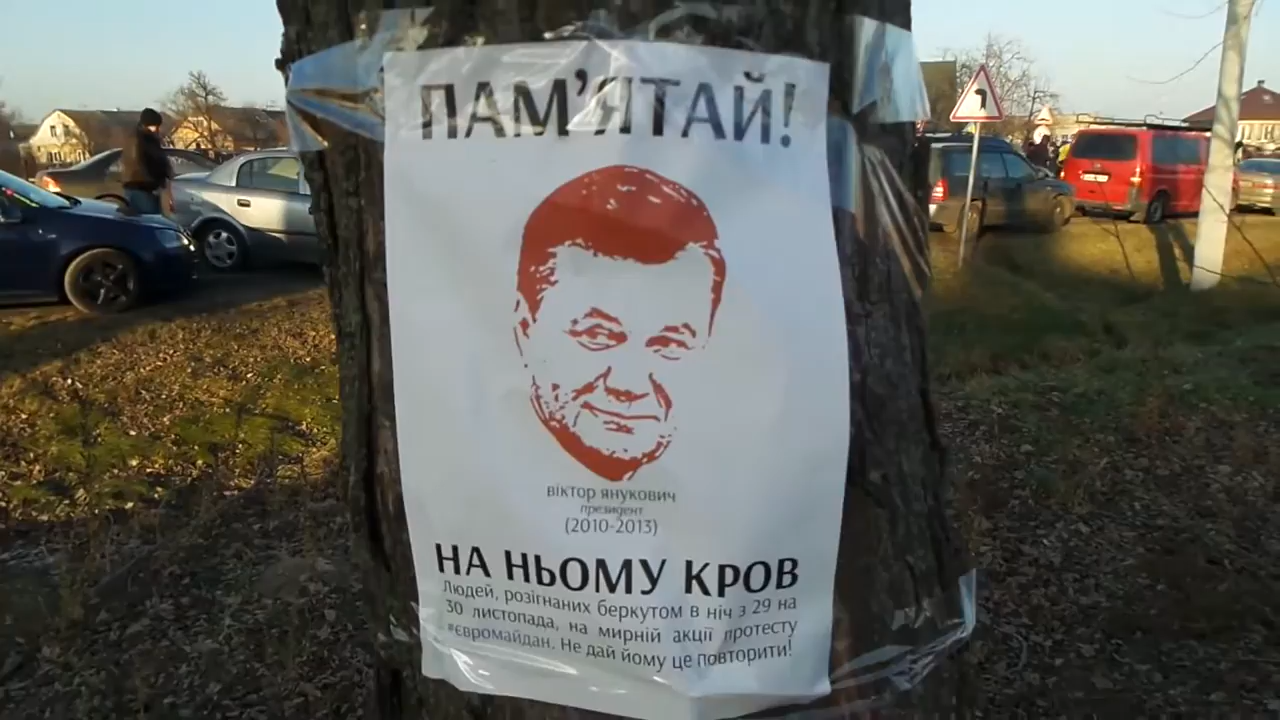 ПАМ'ЯТАЙ!
віктор янукович
президент
(2010-2013)
НА НЬОМУ КРОВ
Людей, розігнаних беркутом в ніч з 29 на
30 листопада, на мирній акції протесту
#євромайдан. Не дай йому це повторити!